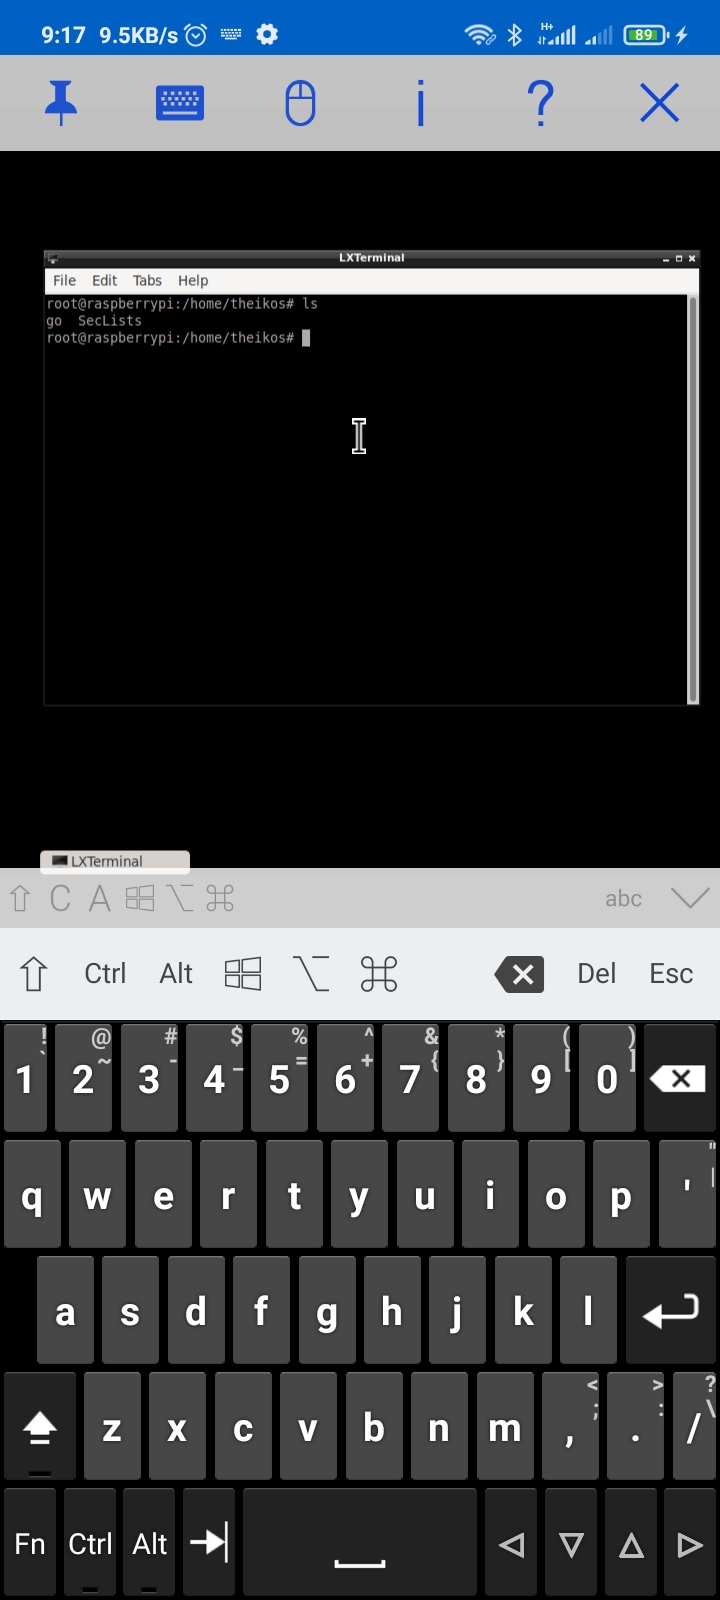 9:17 9.5KB/s H+ 89
i ?
LXTerminal
File Edit Tabs Help
root@raspberrypi:/home/theikos# ls
go SecLists
root@raspberrypi:/home/theikos#
LXTerminal
C A abc
Ctrl Alt Del Esc
! @ # $ % ^ & * ( )
` ~ - _ = + { } [ ]
1 2 3 4 5 6 7 8 9 0
q w e r t y u i o p ' " |
a s d f g h j k l
z x c v b n m , < ; . > : / ? \
Fn Ctrl Alt